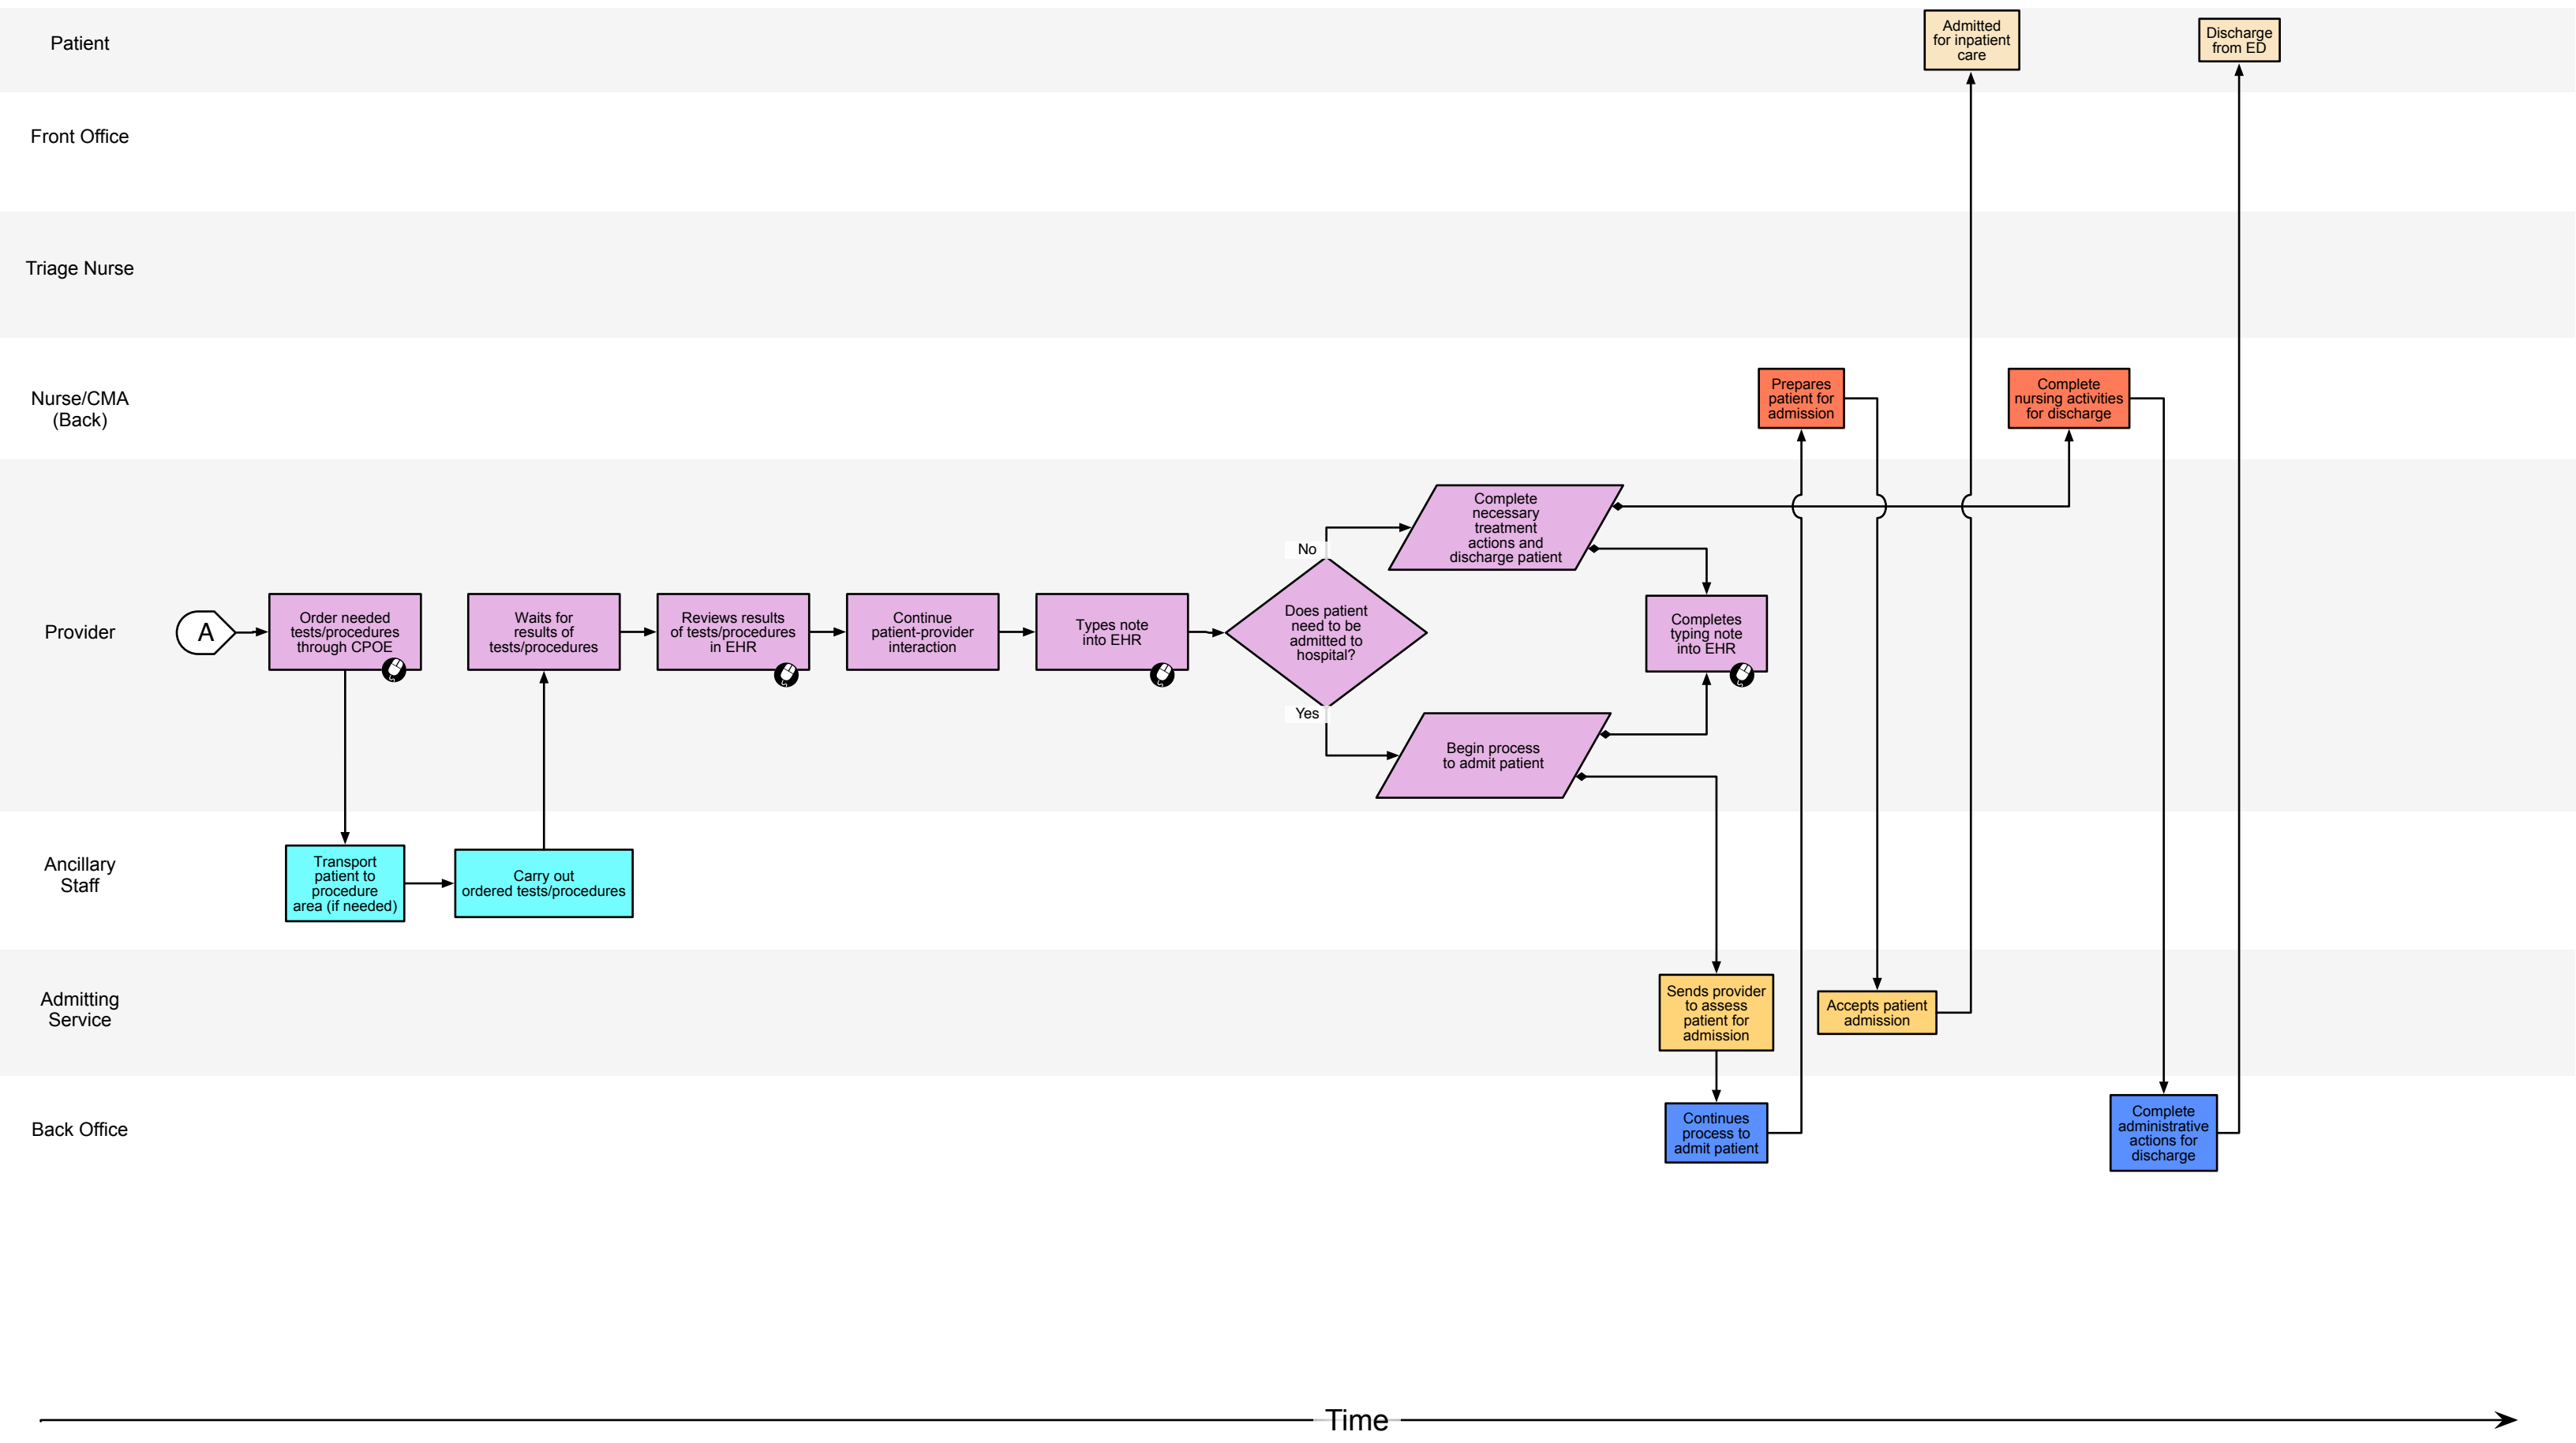 Patient
Admitted
for inpatient
care
Discharge
from ED
Front Office
Triage Nurse
Nurse/CMA
(Back)
Prepares
patient for
admission
Complete
nursing activities
for discharge
Provider
A
Order needed
tests/procedures
through CPOE
Waits for
results of
tests/procedures
Reviews results
of tests/procedures
in EHR
Continue
patient-provider
interaction
Types note
into EHR
Does patient
need to be
admitted to
hospital?
No
Complete
necessary
treatment
actions and
discharge patient
Yes
Begin process
to admit patient
Completes
typing note
into EHR
Ancillary
Staff
Transport
patient to
procedure
area (if needed)
Carry out
ordered tests/procedures
Admitting
Service
Sends provider
to assess
patient for
admission
Accepts patient
admission
Back Office
Continues
process to
admit patient
Complete
administrative
actions for
discharge
Time